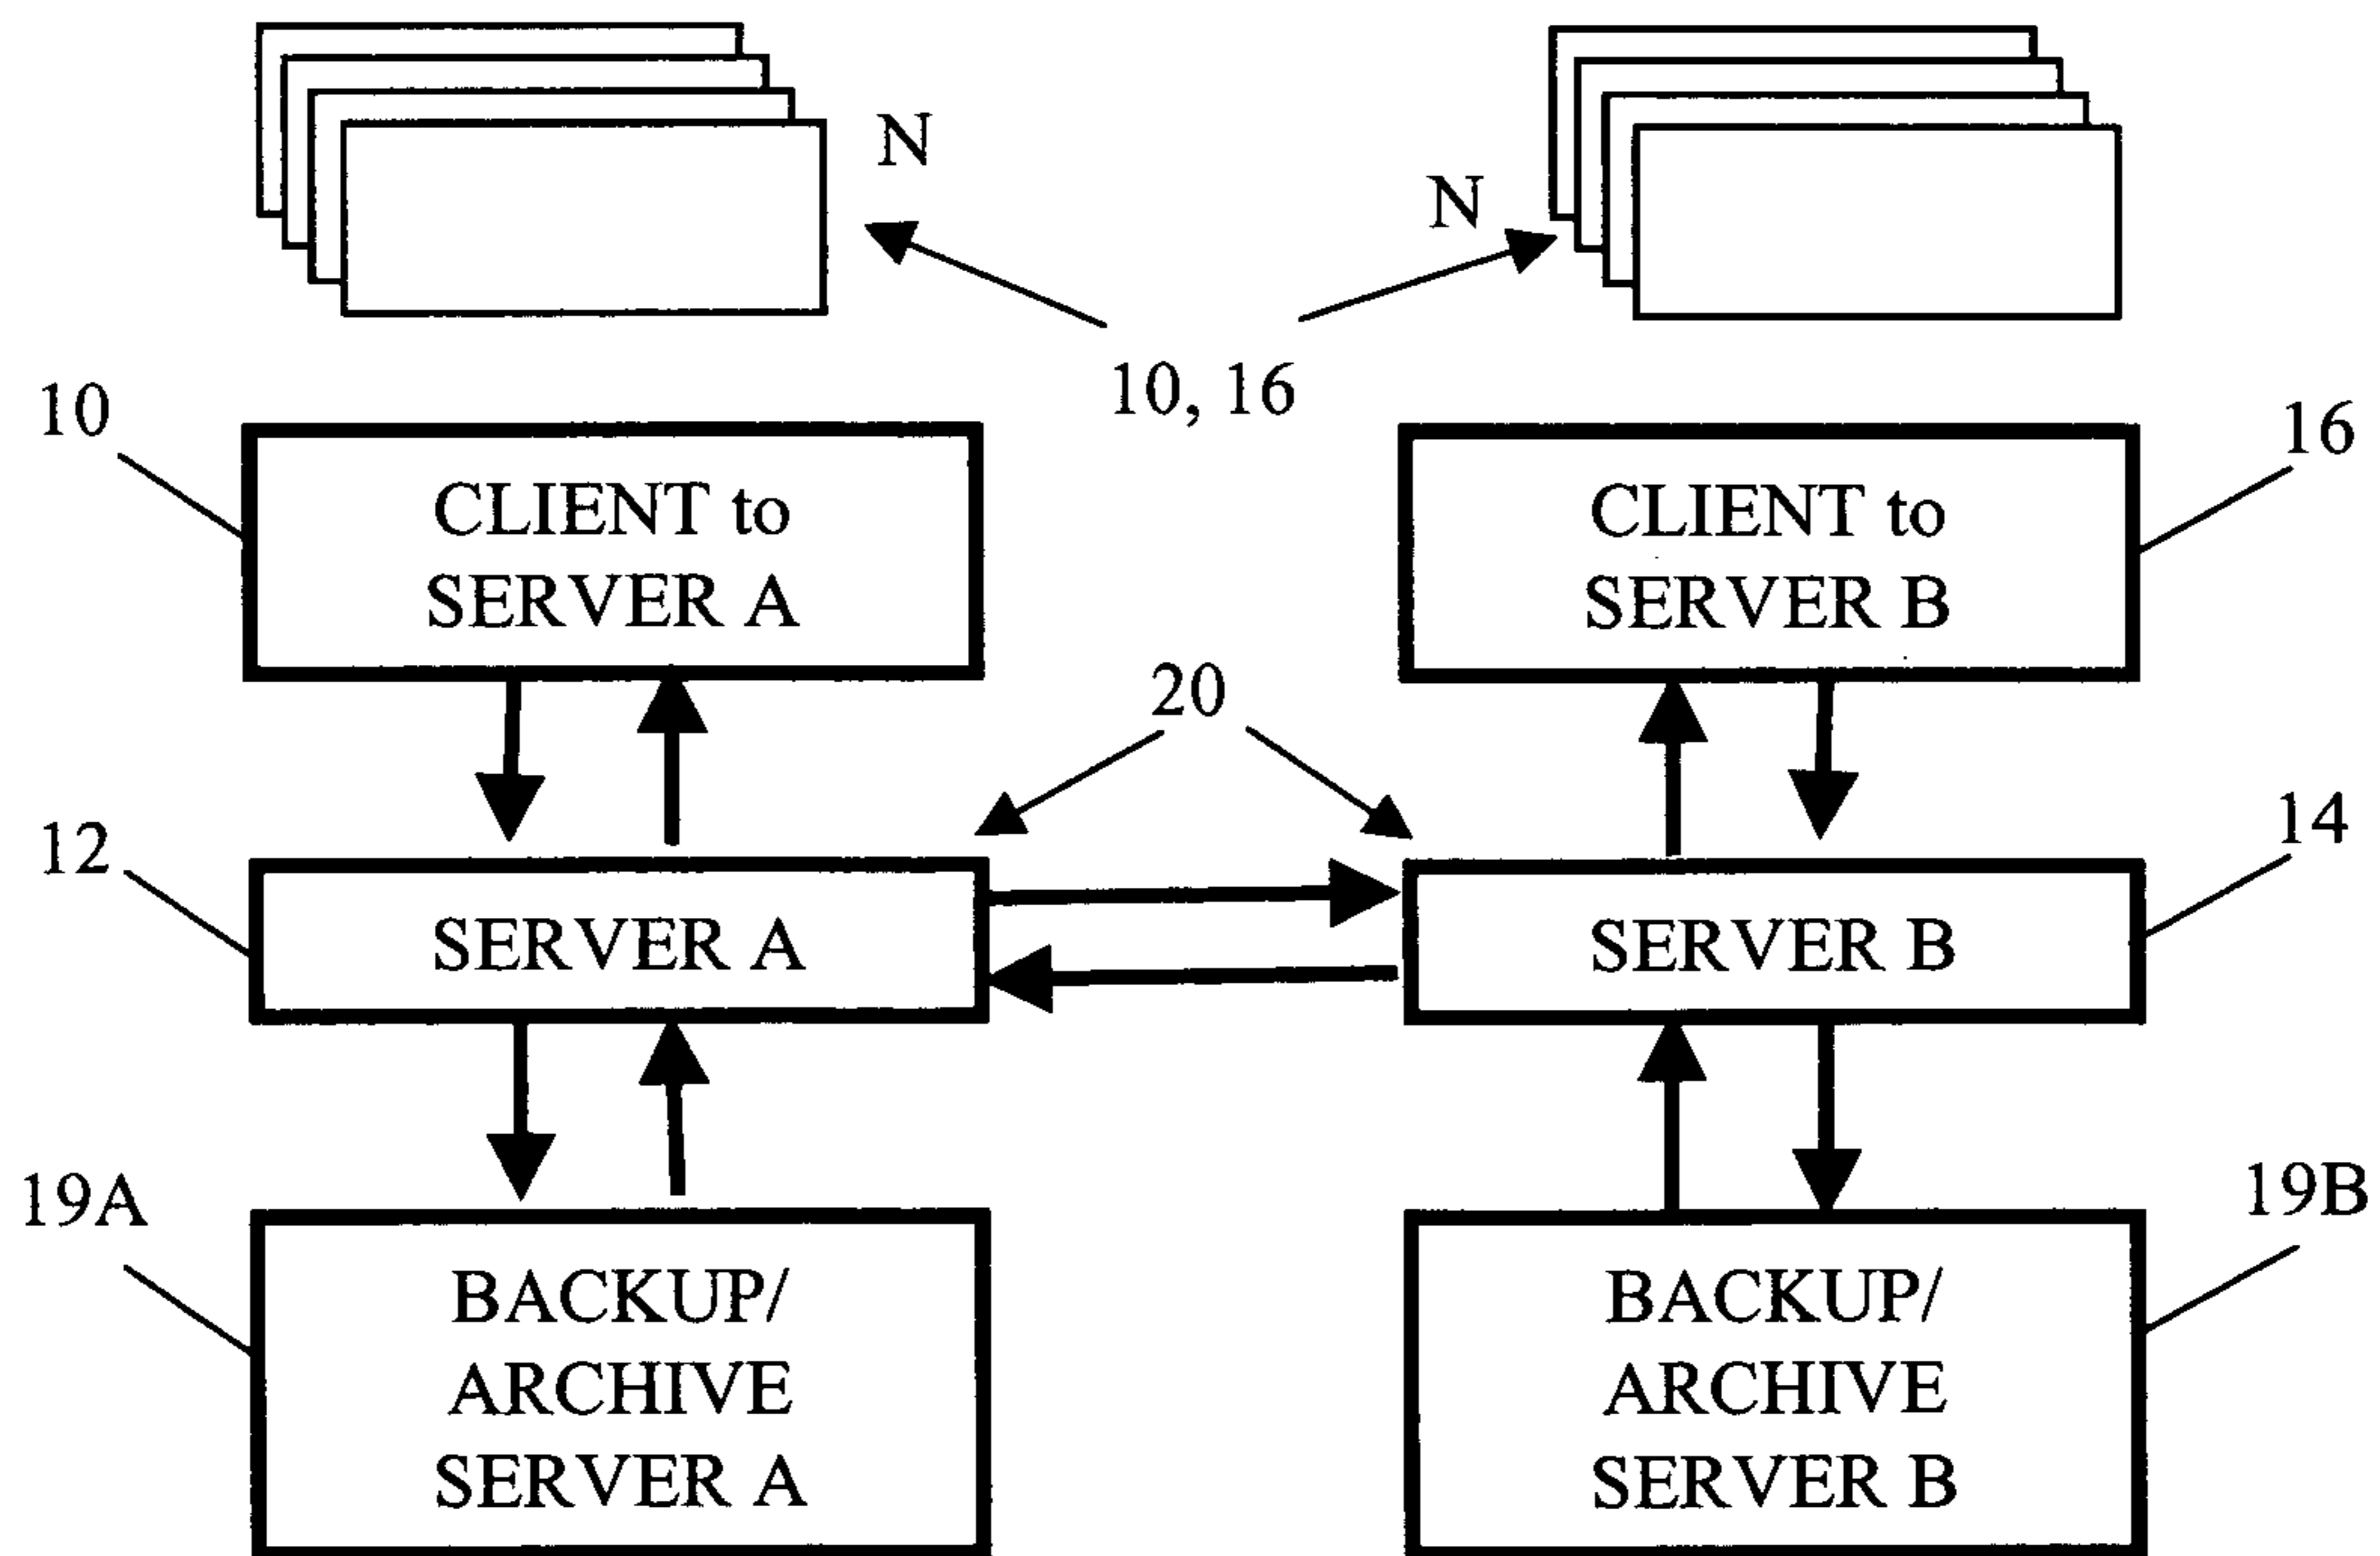 N
N
10, 16
10
16
CLIENT to
SERVER A
CLIENT to
SERVER B
20
12
14
SERVER A
SERVER B
19A
19B
BACKUP/
ARCHIVE
SERVER A
BACKUP/
ARCHIVE
SERVER B